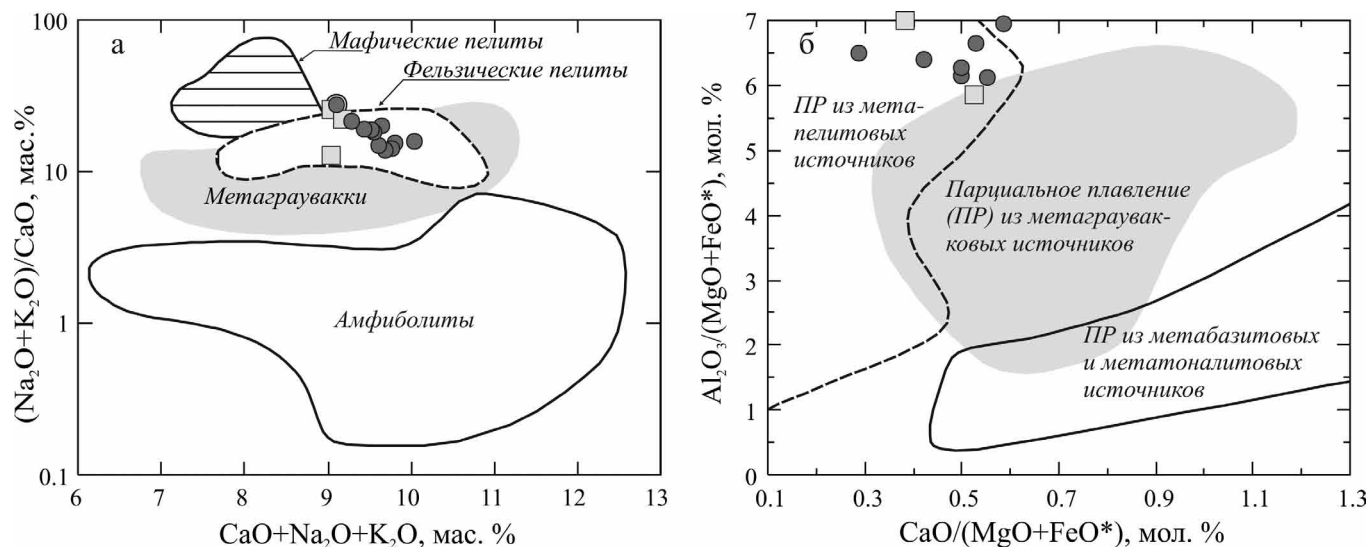 а
100
10
1
0.1
(Na₂O+K₂O)/CaO, мас.%
Мафические пелиты
Фельзические пелиты
Метаграувакки
Амфиболиты
6 7 8 9 10 11 12 13
CaO+Na₂O+K₂O, мас. %
б
7
6
5
4
3
2
1
0
Al₂O₃/(MgO+FeO*), мол. %
ПР из мета-
пелитовых
источников
Парциальное плавление
(ПР) из метаграувак-
ковых источников
ПР из метабазитовых
и метатоналитовых
источников
0.1 0.3 0.5 0.7 0.9 1.1 1.3
CaO/(MgO+FeO*), мол. %